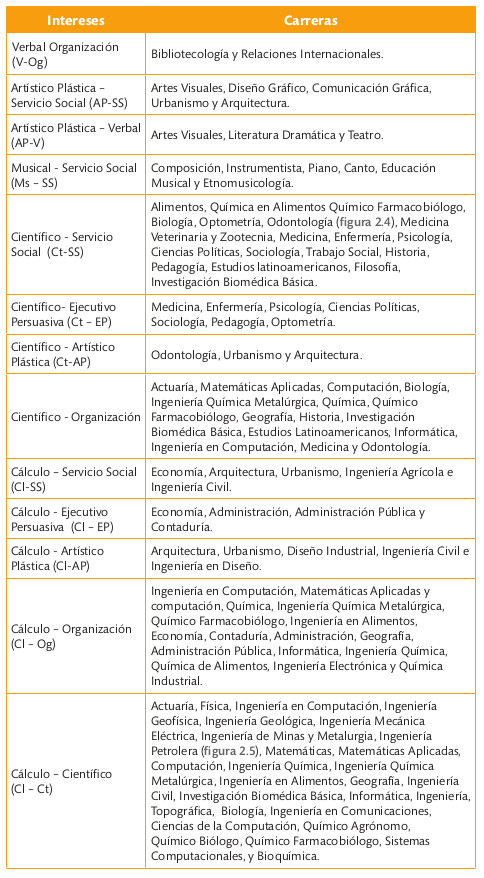 Intereses
Carreras
Verbal Organización
(V-Og)
Bibliotecología y Relaciones Internacionales.
Artístico Plástica –
Servicio Social (AP-SS)
Artes Visuales, Diseño Gráfico, Comunicación Gráfica,
Urbanismo y Arquitectura.
Artístico Plástica – Verbal
(AP-V)
Artes Visuales, Literatura Dramática y Teatro.
Musical - Servicio Social
(Ms – SS)
Composición, Instrumentista, Piano, Canto, Educación
Musical y Etnomusicología.
Científico - Servicio
Social (Ct-SS)
Alimentos, Química en Alimentos Químico Farmacobiólogo,
Biología, Optometría, Odontología (figura 2.4), Medicina
Veterinaria y Zootecnia, Medicina, Enfermería, Psicología,
Ciencias Políticas, Sociología, Trabajo Social, Historia,
Pedagogía, Estudios latinoamericanos, Filosofía,
Investigación Biomédica Básica.
Científico- Ejecutivo
Persuasiva (Ct – EP)
Medicina, Enfermería, Psicología, Ciencias Políticas,
Sociología, Pedagogía, Optometría.
Científico - Artístico
Plástica (Ct-AP)
Odontología, Urbanismo y Arquitectura.
Científico - Organización
Actuaría, Matemáticas Aplicadas, Computación, Biología,
Ingeniería Química Metalúrgica, Química, Químico
Farmacobiólogo, Geografía, Historia, Investigación
Biomédica Básica, Estudios Latinoamericanos, Informática,
Ingeniería en Computación, Medicina y Odontología.
Cálculo – Servicio Social
(Cl-SS)
Economía, Arquitectura, Urbanismo, Ingeniería Agrícola e
Ingeniería Civil.
Cálculo - Ejecutivo
Persuasiva (Cl – EP)
Economía, Administración, Administración Pública y
Contaduría.
Cálculo - Artístico
Plástica (Cl-AP)
Arquitectura, Urbanismo, Diseño Industrial, Ingeniería Civil e
Ingeniería en Diseño.
Cálculo – Organización
(Cl – Og)
Ingeniería en Computación, Matemáticas Aplicadas y
computación, Química, Ingeniería Química Metalúrgica,
Químico Farmacobiólogo, Ingeniería en Alimentos,
Economía, Contaduría, Administración, Geografía,
Administración Pública, Informática, Ingeniería Química,
Química de Alimentos, Ingeniería Electrónica y Química
Industrial.
Cálculo – Científico
(Cl – Ct)
Actuaría, Física, Ingeniería en Computación, Ingeniería
Geofísica, Ingeniería Geológica, Ingeniería Mecánica
Eléctrica, Ingeniería de Minas y Metalurgia, Ingeniería
Petrolera (figura 2.5), Matemáticas, Matemáticas Aplicadas,
Computación, Ingeniería Química, Ingeniería Química
Metalúrgica, Ingeniería en Alimentos, Geografía, Ingeniería
Civil, Investigación Biomédica Básica, Informática, Ingeniería,
Topográfica, Biología, Ingeniería en Comunicaciones,
Ciencias de la Computación, Químico Agrónomo,
Químico Biólogo, Químico Farmacobiólogo, Sistemas
Computacionales, y Bioquímica.